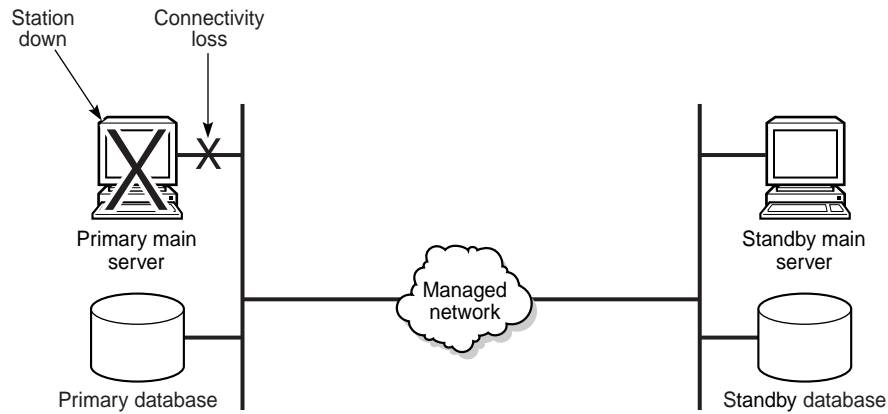 Station
down
Connectivity
loss
Primary main
server
Standby main
server
Managed
network
Primary database
Standby database